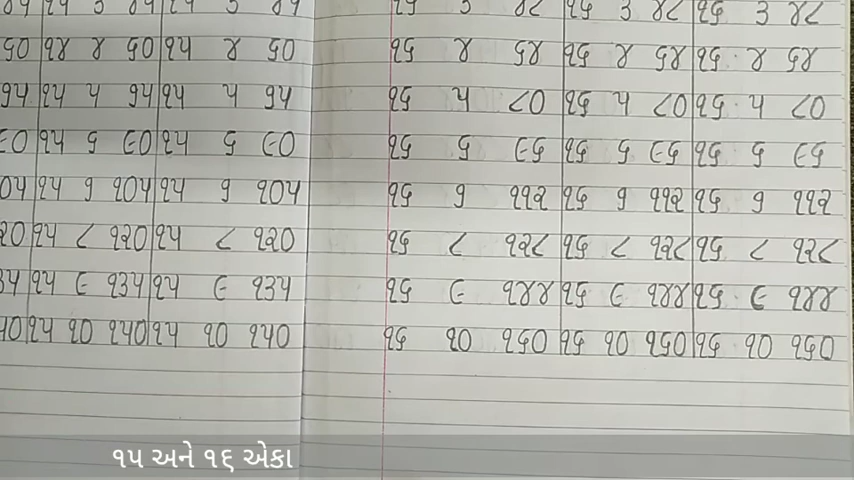 ૧૫ ૩ ૪૫ ૧૫ ૩ ૪૫ ૧૬ ૩ ૪૮ ૧૬ ૩ ૪૮ ૧૬ ૩ ૪૮
૧૫ ૪ ૬૦ ૧૫ ૪ ૬૦ ૧૬ ૪ ૬૪ ૧૬ ૪ ૬૪ ૧૬ ૪ ૬૪
૧૫ ૫ ૭૫ ૧૫ ૫ ૭૫ ૧૬ ૫ ૮૦ ૧૬ ૫ ૮૦ ૧૬ ૫ ૮૦
૧૫ ૬ ૯૦ ૧૫ ૬ ૯૦ ૧૬ ૬ ૯૬ ૧૬ ૬ ૯૬ ૧૬ ૬ ૯૬
૧૫ ૭ ૧૦૫ ૧૫ ૭ ૧૦૫ ૧૬ ૭ ૧૧૨ ૧૬ ૭ ૧૧૨ ૧૬ ૭ ૧૧૨
૧૫ ૮ ૧૨૦ ૧૫ ૮ ૧૨૦ ૧૬ ૮ ૧૨૮ ૧૬ ૮ ૧૨૮ ૧૬ ૮ ૧૨૮
૧૫ ૯ ૧૩૫ ૧૫ ૯ ૧૩૫ ૧૬ ૯ ૧૪૪ ૧૬ ૯ ૧૪૪ ૧૬ ૯ ૧૪૪
૧૫ ૧૦ ૧૫૦ ૧૫ ૧૦ ૧૫૦ ૧૬ ૧૦ ૧૬૦ ૧૬ ૧૦ ૧૬૦ ૧૬ ૧૦ ૧૬૦
૧૫ અને ૧૬ એકા